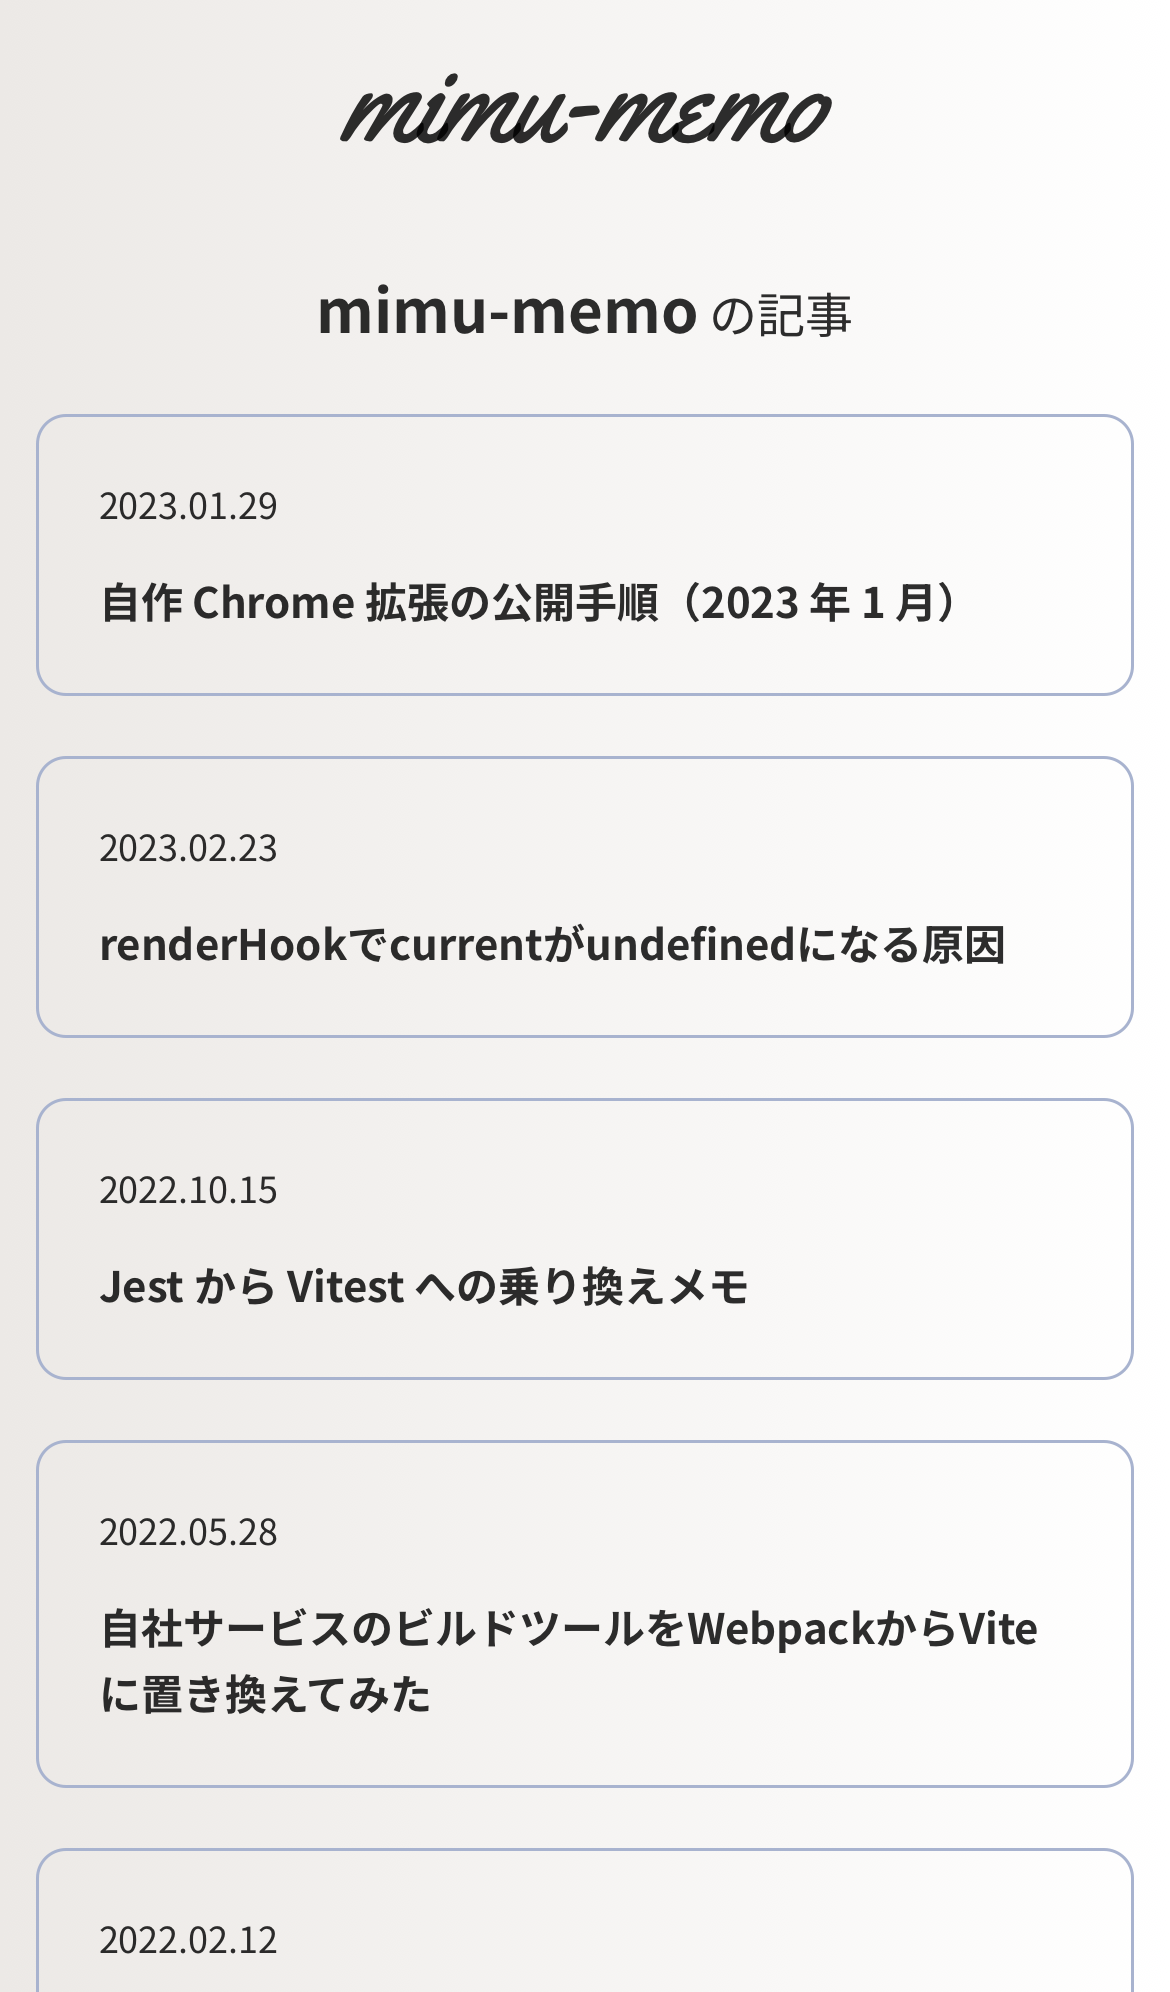 mimu-memo
mimu-memo の記事
2023.01.29
自作 Chrome 拡張の公開手順（2023 年 1 月）
2023.02.23
renderHookでcurrentがundefinedになる原因
2022.10.15
Jest から Vitest への乗り換えメモ
2022.05.28
自社サービスのビルドツールをWebpackからVite
に置き換えてみた
2022.02.12